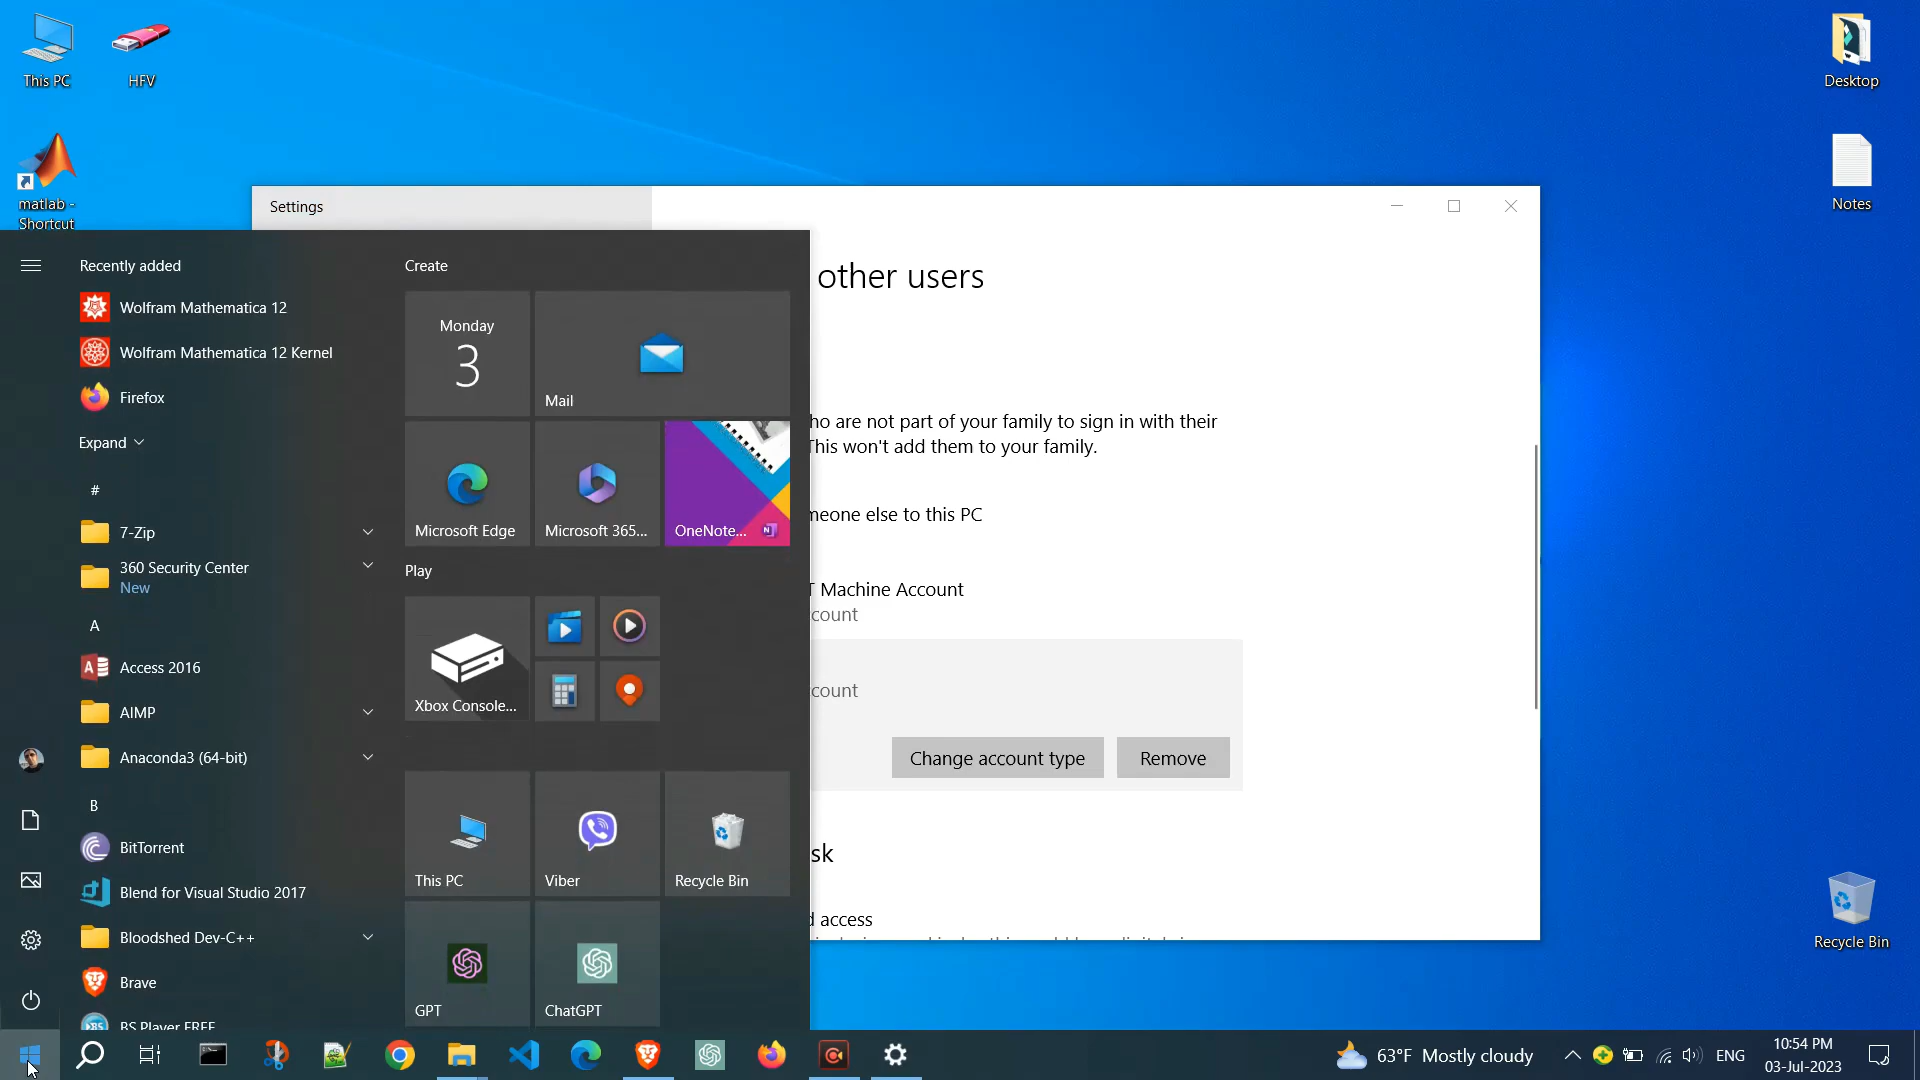 This PC
HFV
matlab -
Shortcut
Desktop
Notes
Recycle Bin
Settings
other users
ho are not part of your family to sign in with their
This won't add them to your family.
meone else to this PC
T Machine Account
count
count
Change account type
Remove
sk
d access
Recently added
Wolfram Mathematica 12
Wolfram Mathematica 12 Kernel
Firefox
Expand
#
7-Zip
360 Security Center
New
A
Access 2016
AIMP
Anaconda3 (64-bit)
B
BitTorrent
Blend for Visual Studio 2017
Bloodshed Dev-C++
Brave
BS.Player FREE
Create
Monday
3
Mail
Microsoft Edge
Microsoft 365...
OneNote...
Play
Xbox Console...
This PC
Viber
Recycle Bin
GPT
ChatGPT
63°F Mostly cloudy
ENG
10:54 PM
03-Jul-2023